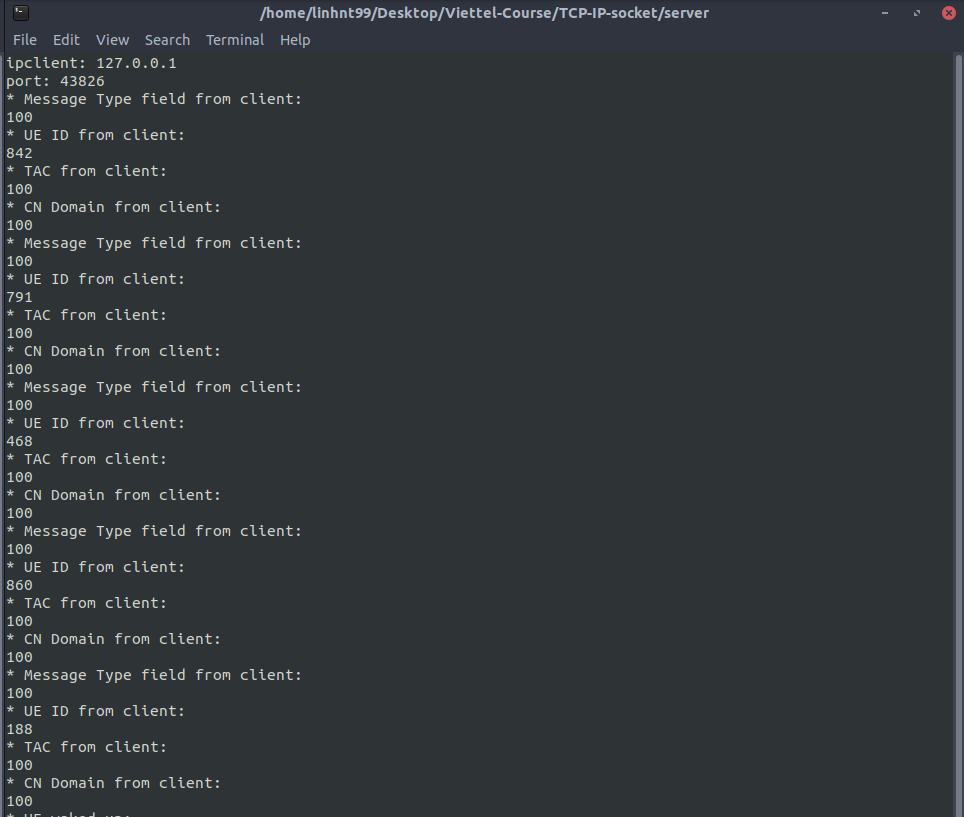 /home/linhnt99/Desktop/Viettel-Course/TCP-IP-socket/server
File Edit View Search Terminal Help
ipclient: 127.0.0.1
port: 43826
* Message Type field from client:
100
* UE ID from client:
842
* TAC from client:
100
* CN Domain from client:
100
* Message Type field from client:
100
* UE ID from client:
791
* TAC from client:
100
* CN Domain from client:
100
* Message Type field from client:
100
* UE ID from client:
468
* TAC from client:
100
* CN Domain from client:
100
* Message Type field from client:
100
* UE ID from client:
860
* TAC from client:
100
* CN Domain from client:
100
* Message Type field from client:
100
* UE ID from client:
188
* TAC from client:
100
* CN Domain from client:
100
* UE